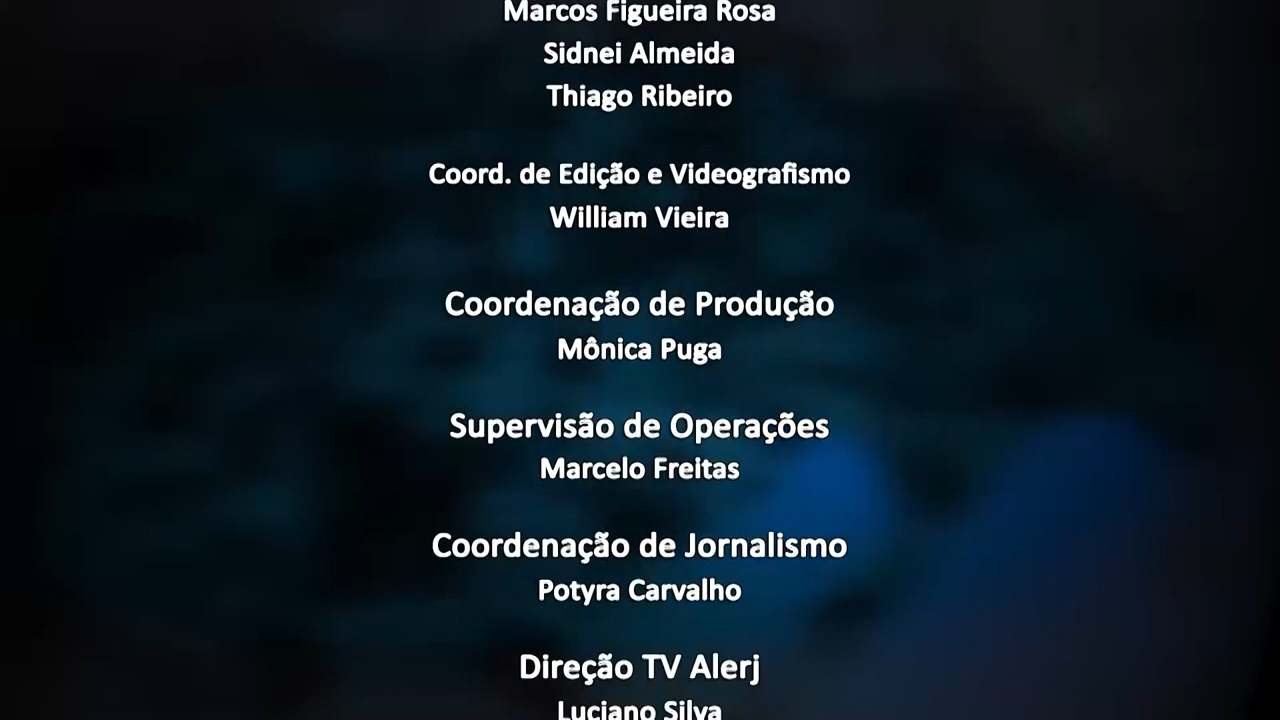 Marcos Figueira Rosa
Sidnei Almeida
Thiago Ribeiro
Coord. de Edição e Videografismo
William Vieira
Coordenação de Produção
Mônica Puga
Supervisão de Operações
Marcelo Freitas
Coordenação de Jornalismo
Potyra Carvalho
Direção TV Alerj
Luciano Silva